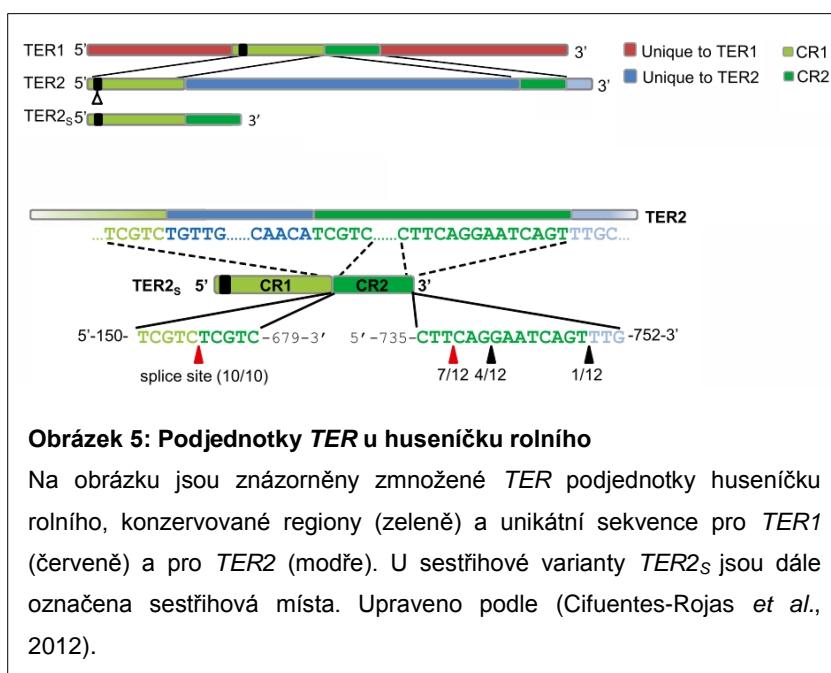 TER1 5’ 3’ Unique to TER1 CR1
TER2 5’ 3’ Unique to TER2 CR2
TER2S5’ 3’
TER2
...TCGTCTGTTG......CAACATCGTC.....CTTCAGGAATCAGTTTGC...
TER2S 5’ CR1 CR2 3’
5’-150- TCGTCTCGTC -679-3’ 5’-735-CTTCAGGAATCAGTTTG -752-3’
splice site (10/10) 7/12 4/12 1/12
Obrázek 5: Podjednotky TER u huseníčku rolního
Na obrázku jsou znázorněny zmnožené TER podjednotky huseníčku
rolního, konzervované regiony (zeleně) a unikátní sekvence pro TER1
(červeně) a pro TER2 (modře). U sestřihové varianty TER2S jsou dále
označena sestřihová místa. Upraveno podle (Cifuentes-Rojas et al.,
2012).